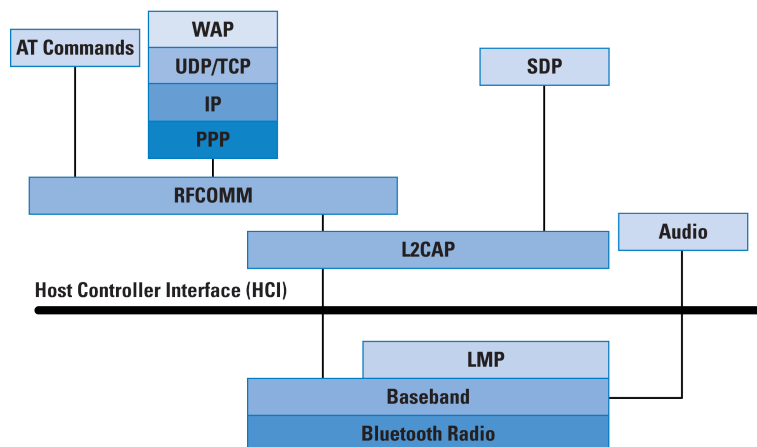 WAP
AT Commands
UDP/TCP
SDP
IP
PPP
RFCOMM
Audio
L2CAP
Host Controller Interface (HCI)
LMP
Baseband
Bluetooth Radio